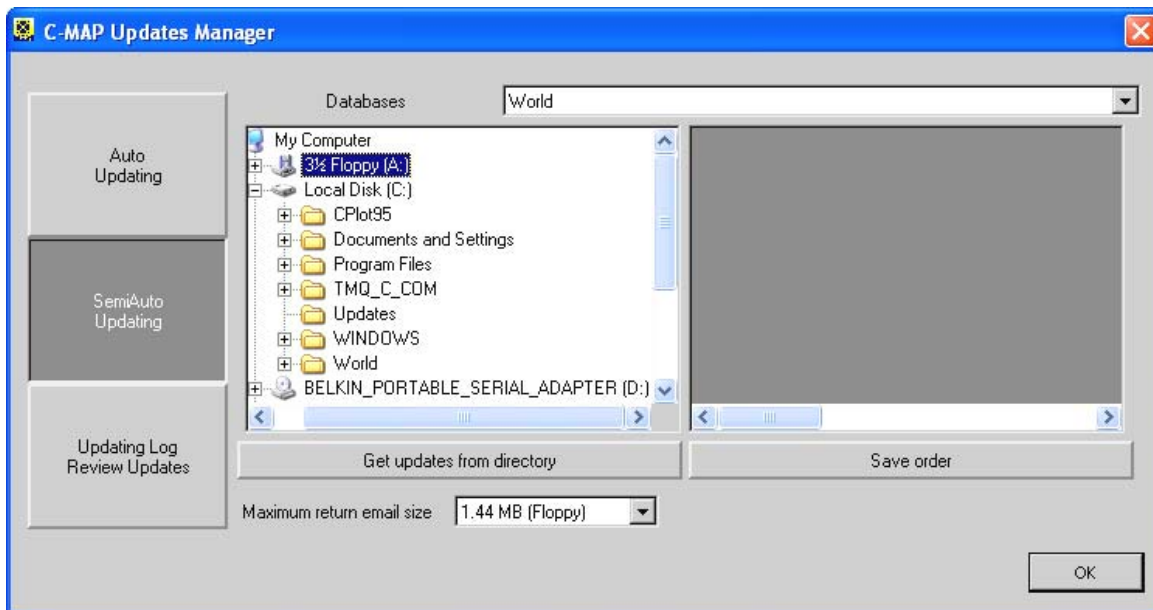 C-MAP Updates Manager
Auto
Updating
SemiAuto
Updating
Updating Log
Review Updates
Databases
World
My Computer
3½ Floppy (A:)
Local Disk (C:)
CPlot95
Documents and Settings
Program Files
TMQ_C_COM
Updates
WINDOWS
World
BELKIN_PORTABLE_SERIAL_ADAPTER (D:)
Get updates from directory
Save order
Maximum return email size
1.44 MB (Floppy)
OK